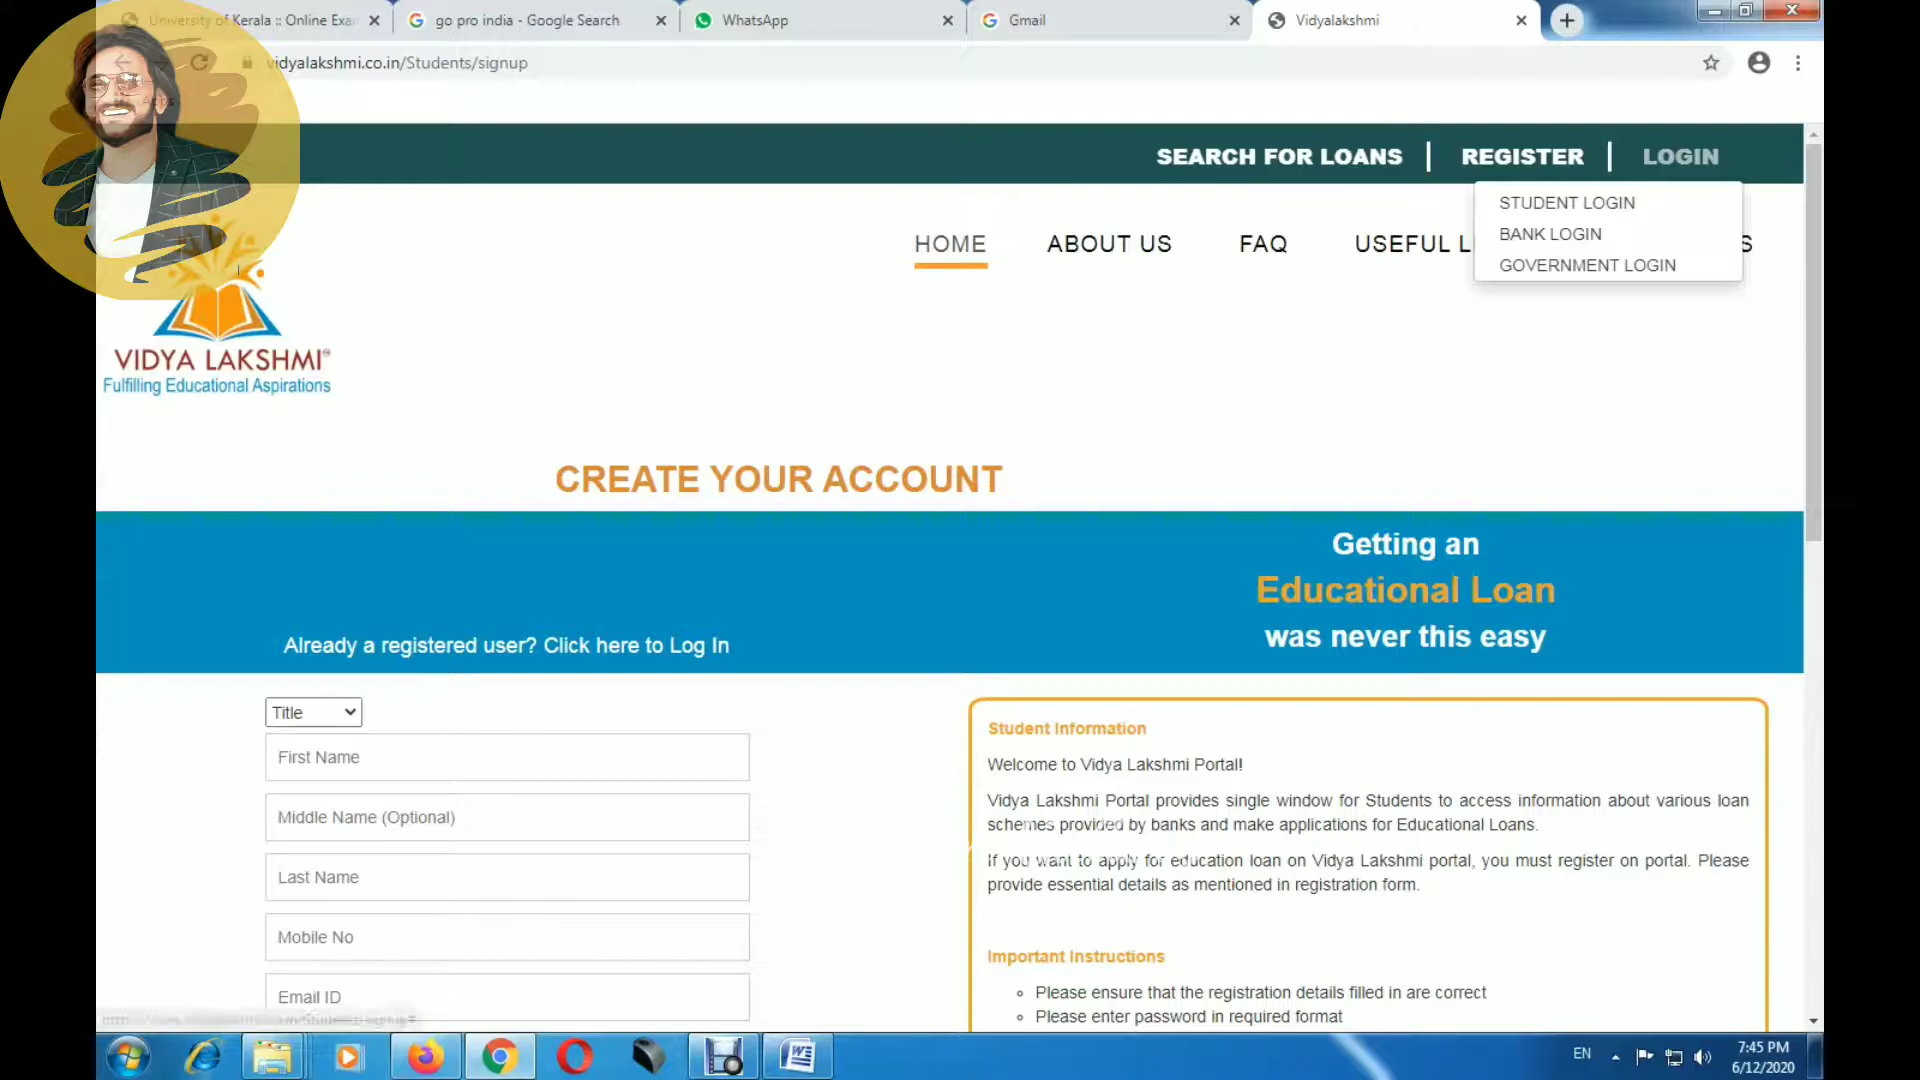 University of Kerala :: Online Exa
go pro india - Google Search
WhatsApp
Gmail
Vidyalakshmi
vidyalakshmi.co.in/Students/signup
Apps
SEARCH FOR LOANS | REGISTER | LOGIN
STUDENT LOGIN
BANK LOGIN
GOVERNMENT LOGIN
HOME ABOUT US FAQ USEFUL L S
VIDYA LAKSHMI
Fulfilling Educational Aspirations
CREATE YOUR ACCOUNT
Getting an
Educational Loan
was never this easy
Already a registered user? Click here to Log In
Title
First Name
Middle Name (Optional)
Last Name
Mobile No
Email ID
Student Information
Welcome to Vidya Lakshmi Portal!
Vidya Lakshmi Portal provides single window for Students to access information about various loan
schemes provided by banks and make applications for Educational Loans.
If you want to apply for education loan on Vidya Lakshmi portal, you must register on portal. Please
provide essential details as mentioned in registration form.
Important Instructions
Please ensure that the registration details filled in are correct
Please enter password in required format
EN
7:45 PM
6/12/2020